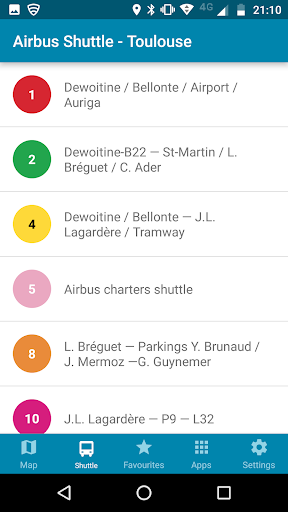 4G 21:10
Airbus Shuttle - Toulouse
1
Dewoitine / Bellonte / Airport /
Auriga
2
Dewoitine-B22 — St-Martin / L.
Bréguet / C. Ader
4
Dewoitine / Bellonte — J.L.
Lagardère / Tramway
5
Airbus charters shuttle
8
L. Bréguet — Parkings Y. Brunaud /
J. Mermoz —G. Guynemer
10
J.L. Lagardère — P9 — L32
Map Shuttle Favourites Apps Settings